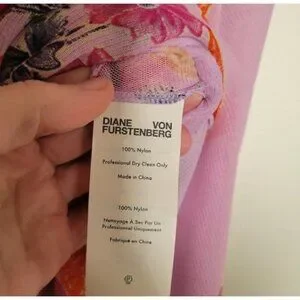 DIANE VON
FURSTENBERG
100% Nylon
Professional Dry Clean Only
Made in China
100% Nylon
Nettoyage À Sec Par Un
Professionnel Uniquement
Fabriqué en Chine